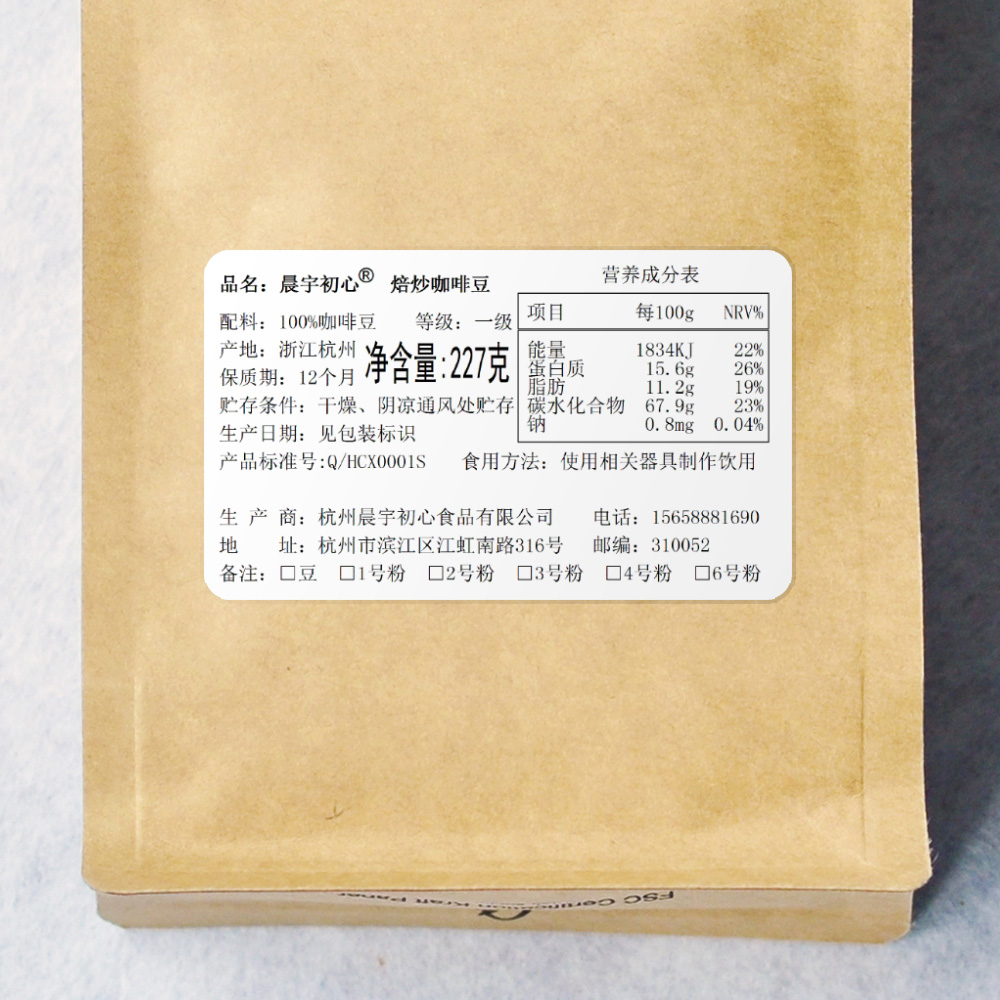 品名：晨宇初心® 焙炒咖啡豆
配料：100%咖啡豆 等级：一级
产地：浙江杭州 净含量:227克
保质期：12个月
贮存条件：干燥、阴凉通风处贮存
生产日期：见包装标识
产品标准号:Q/HCX0001S 食用方法：使用相关器具制作饮用
营养成分表
项目 每100g NRV%
能量 1834KJ 22%
蛋白质 15.6g 26%
脂肪 11.2g 19%
碳水化合物 67.9g 23%
钠 0.8mg 0.04%
生产商：杭州晨宇初心食品有限公司 电话：15658881690
地址：杭州市滨江区江虹南路316号 邮编：310052
备注：□豆 □1号粉 □2号粉 □3号粉 □4号粉 □6号粉
FSC Certification Kraft Paper